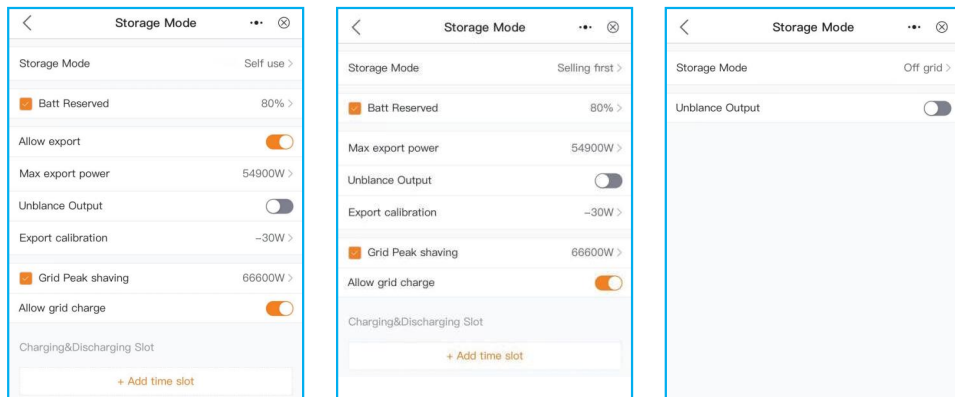 Storage Mode
Storage Mode Self use
Batt Reserved 80%
Allow export
Max export power 54900W
Unblance Output
Export calibration -30W
Grid Peak shaving 66600W
Allow grid charge
Charging&Discharging Slot
+ Add time slot
Storage Mode
Storage Mode Selling first
Batt Reserved 80%
Max export power 54900W
Unblance Output
Export calibration -30W
Grid Peak shaving 66600W
Allow grid charge
Charging&Discharging Slot
+ Add time slot
Storage Mode
Storage Mode Off grid
Unblance Output